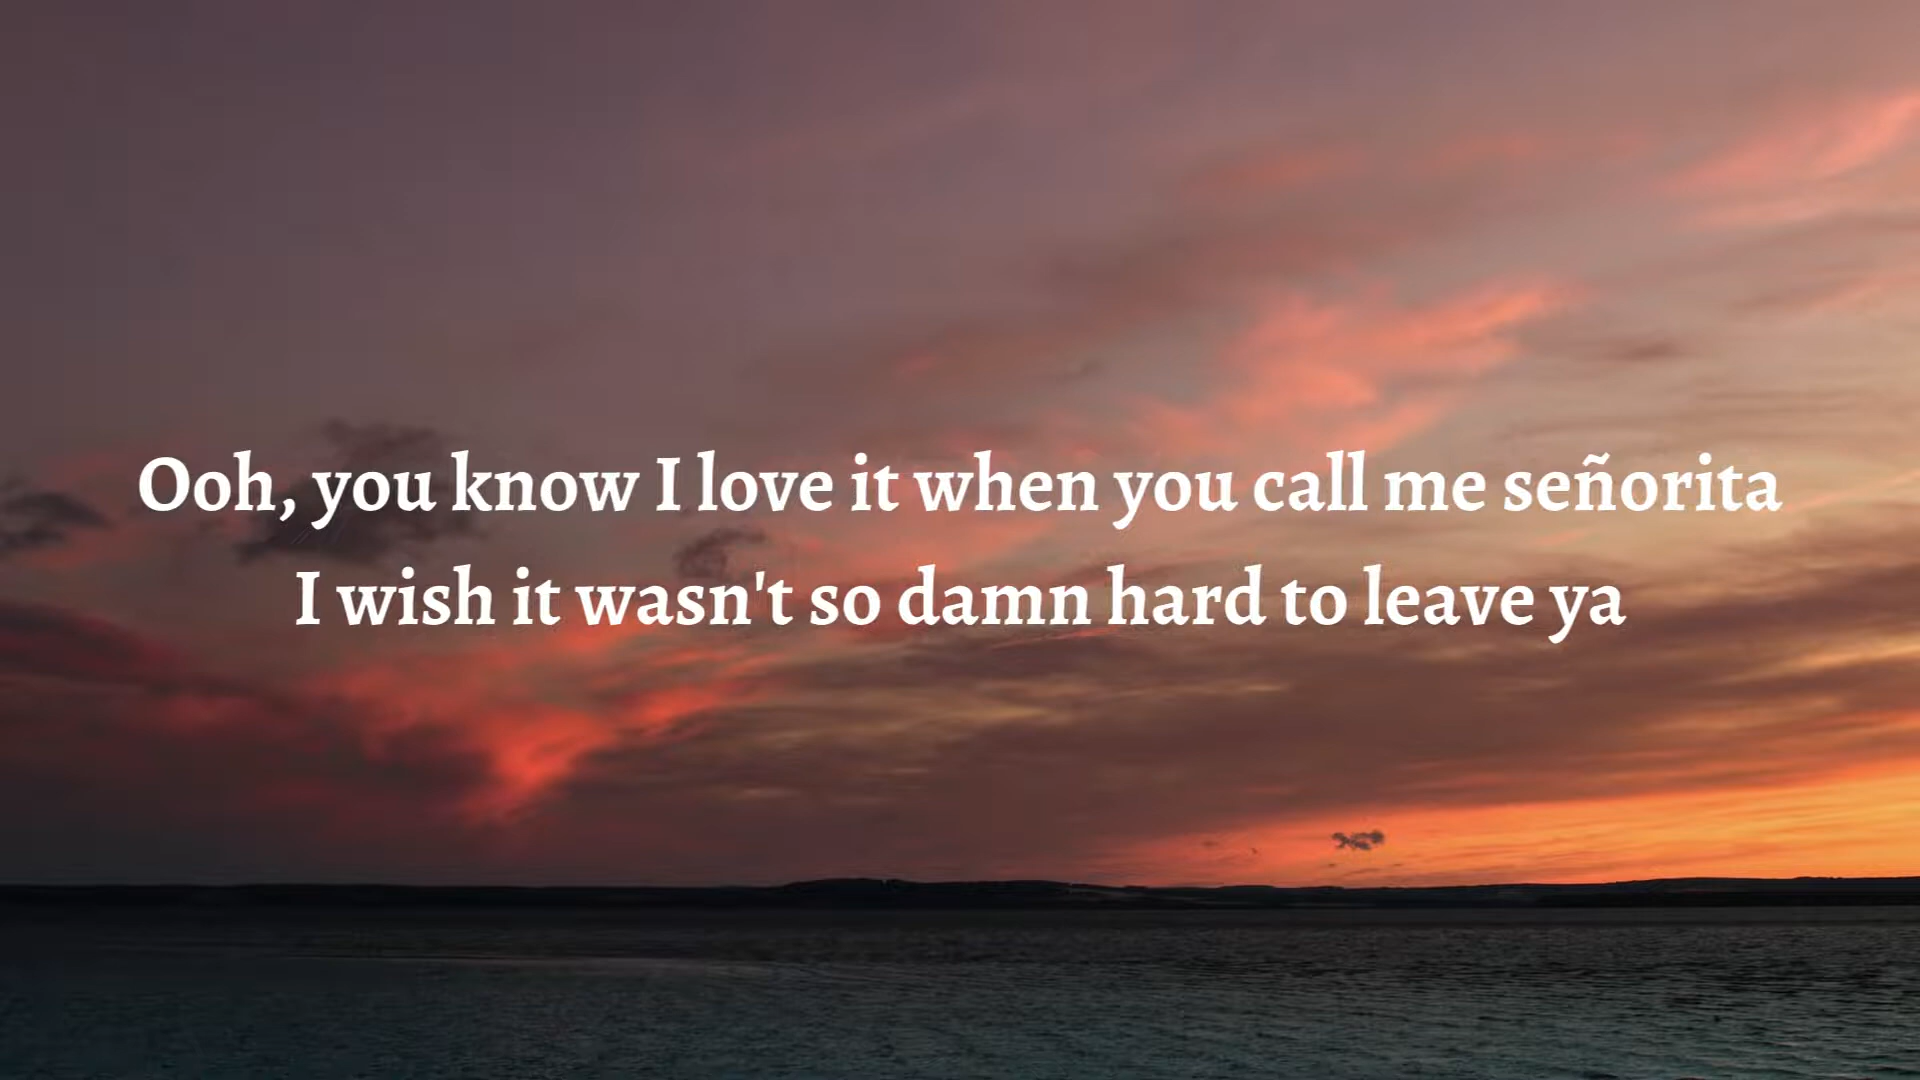 Ooh, you know I love it when you call me señorita
I wish it wasn't so damn hard to leave ya